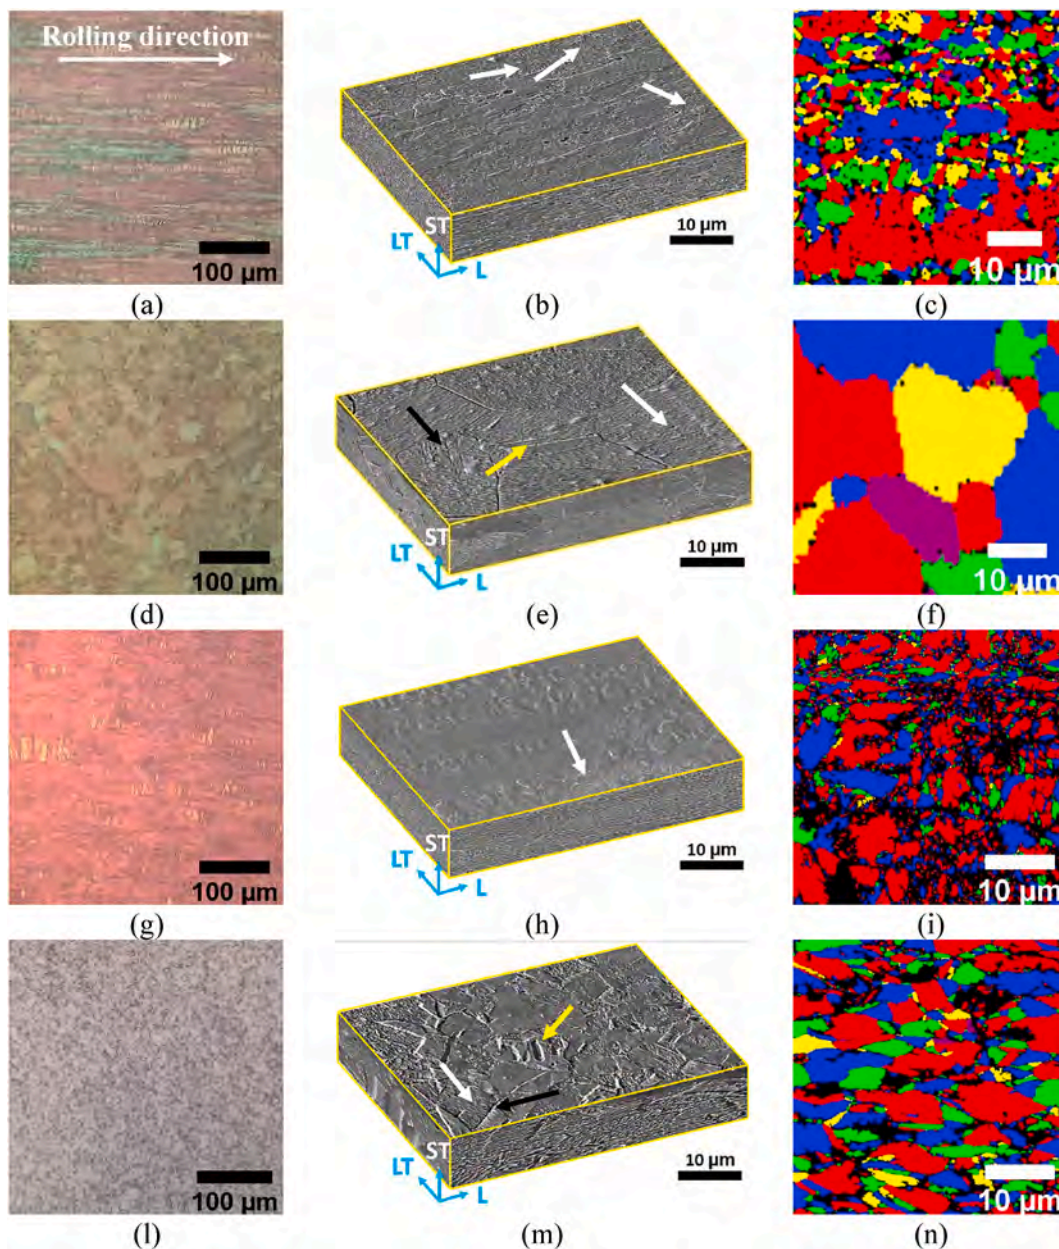 Rolling direction
100 µm
(a)
ST
LT
L
10 µm
(b)
10 µm
(c)
100 µm
(d)
ST
LT
L
10 µm
(e)
10 µm
(f)
100 µm
(g)
ST
LT
L
10 µm
(h)
10 µm
(i)
100 µm
(l)
ST
LT
L
10 µm
(m)
10 µm
(n)